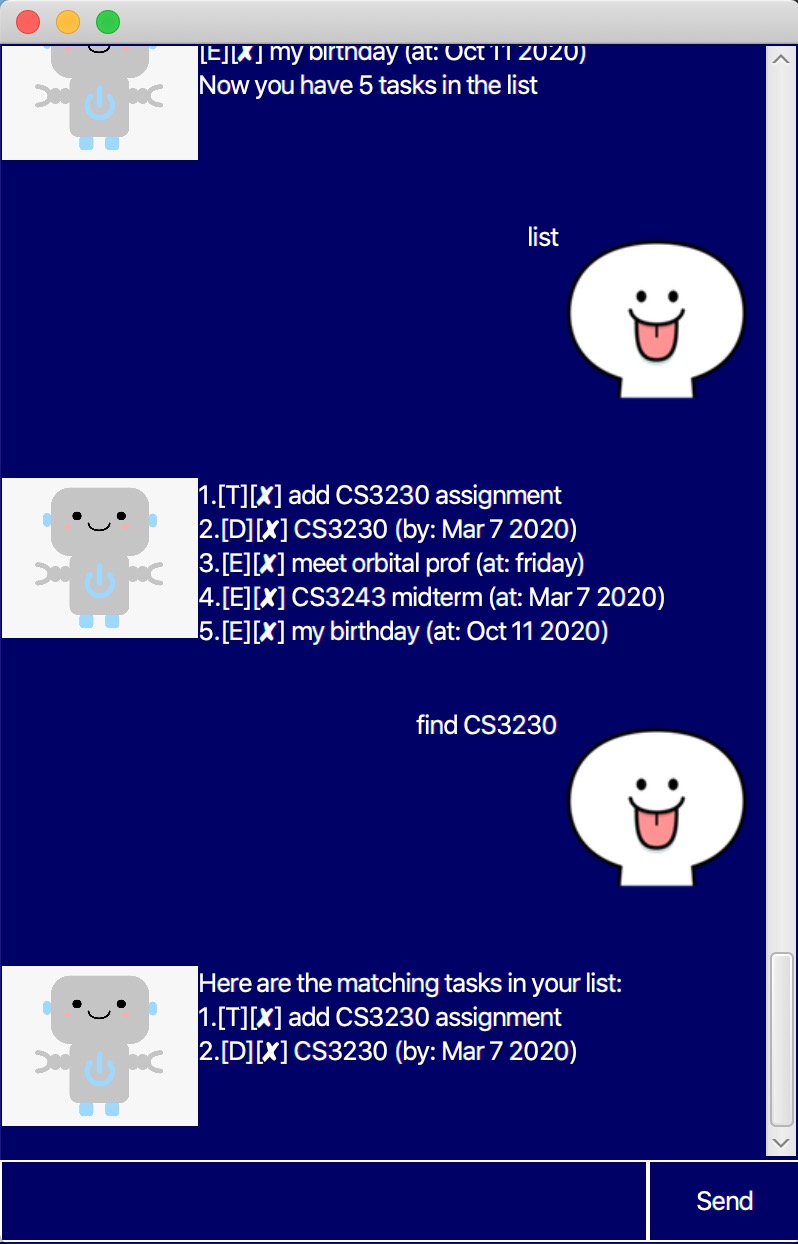 [E][✘] my birthday (at: Oct 11 2020)
Now you have 5 tasks in the list
list
1.[T][✘] add CS3230 assignment
2.[D][✘] CS3230 (by: Mar 7 2020)
3.[E][✘] meet orbital prof (at: friday)
4.[E][✘] CS3243 midterm (at: Mar 7 2020)
5.[E][✘] my birthday (at: Oct 11 2020)
find CS3230
Here are the matching tasks in your list:
1.[T][✘] add CS3230 assignment
2.[D][✘] CS3230 (by: Mar 7 2020)
Send